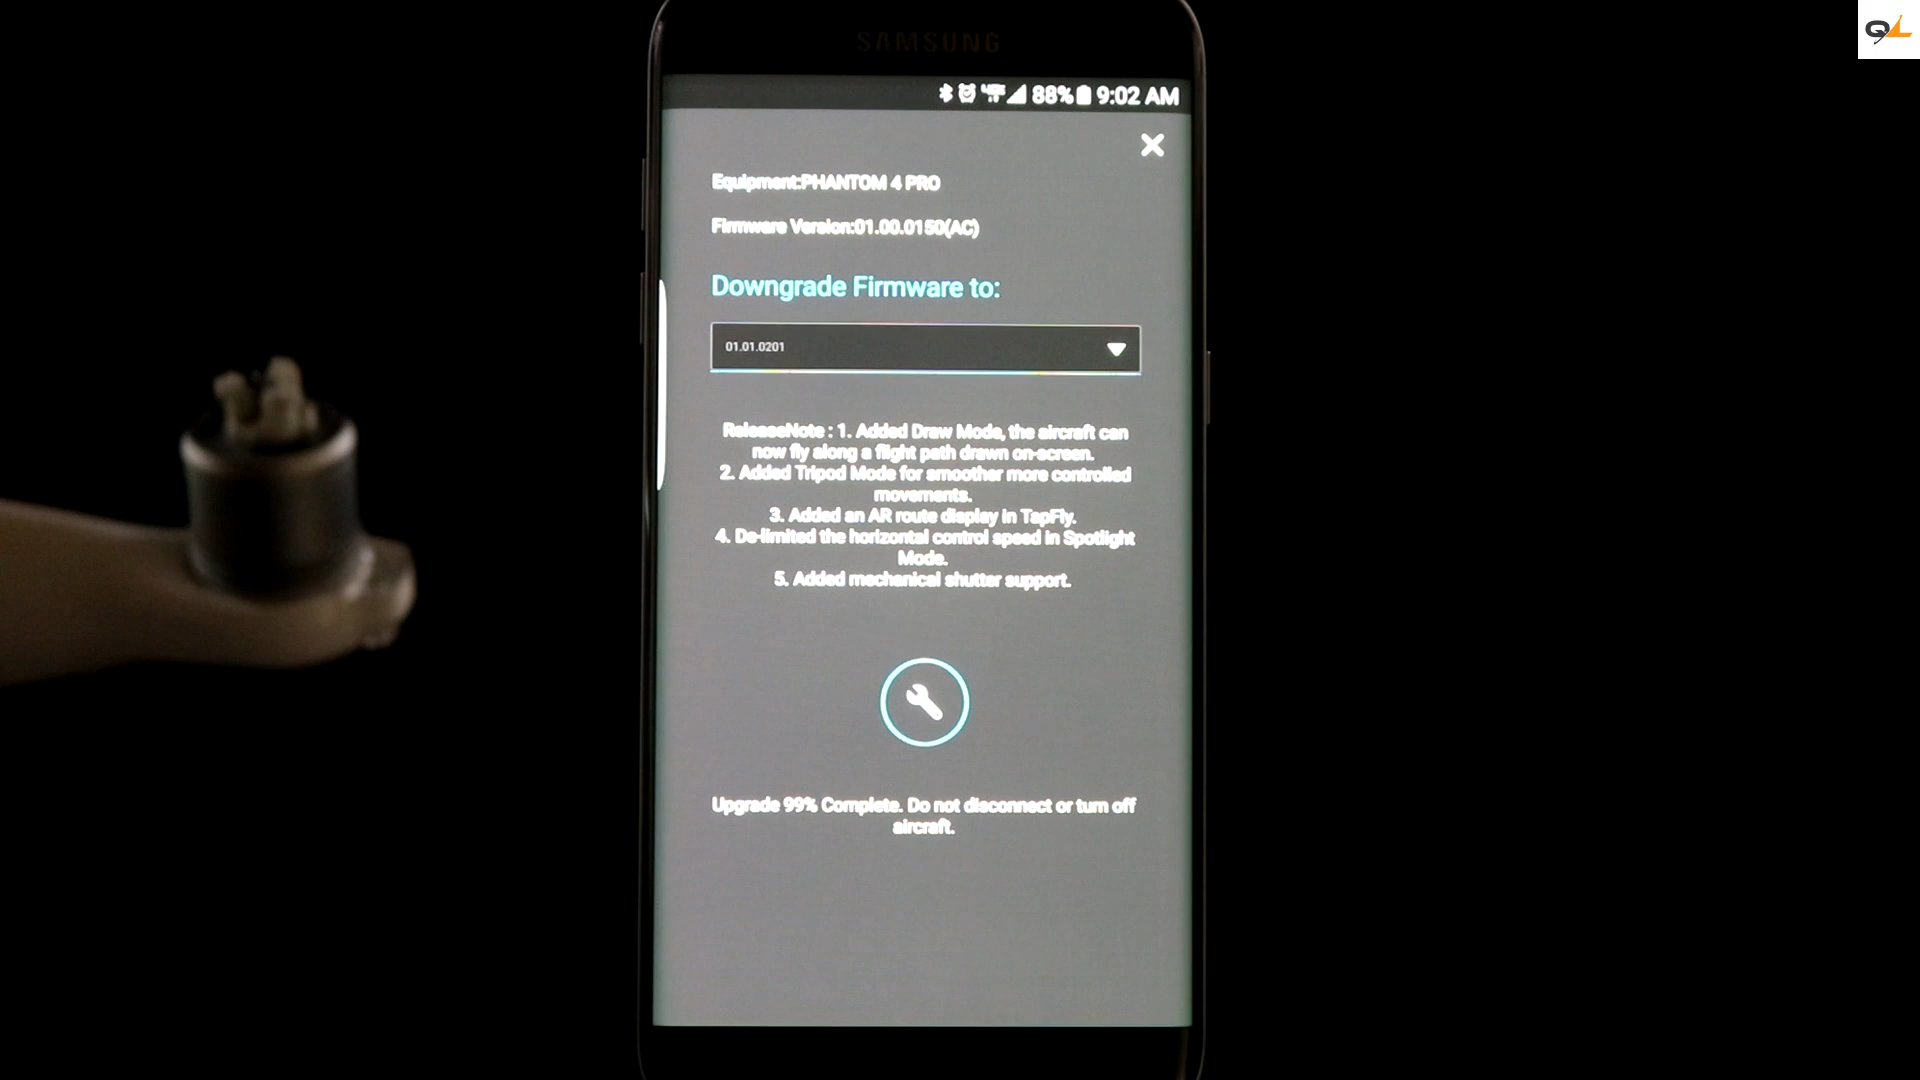 QL
SAMSUNG
88% 9:02 AM
Equipment:PHANTOM 4 PRO
Firmware Version:01.00.0150(AC)
Downgrade Firmware to:
01.01.0201
ReleaseNote : 1. Added Draw Mode, the aircraft can
now fly along a flight path drawn on-screen.
2. Added Tripod Mode for smoother more controlled
movements.
3. Added an AR route display in TapFly.
4. De-limited the horizontal control speed in Spotlight
Mode.
5. Added mechanical shutter support.
Upgrade 99% Complete. Do not disconnect or turn off
aircraft.